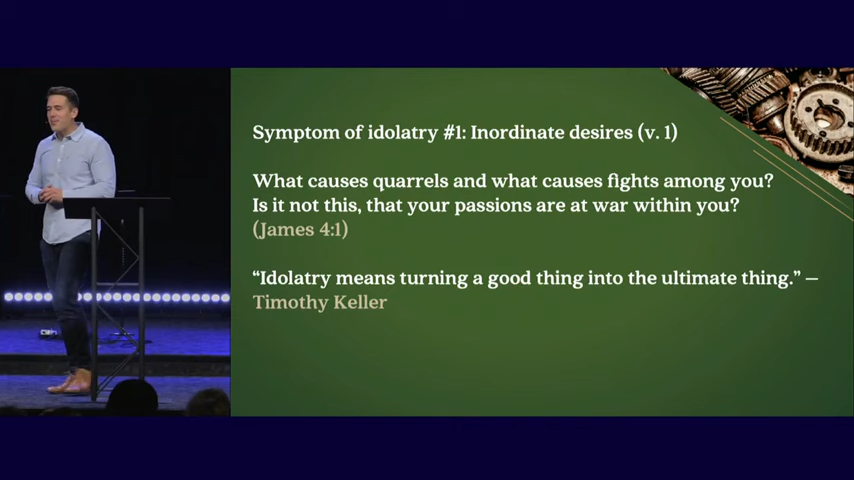 Symptom of idolatry #1: Inordinate desires (v. 1)
What causes quarrels and what causes fights among you?
Is it not this, that your passions are at war within you?
(James 4:1)
“Idolatry means turning a good thing into the ultimate thing.” —
Timothy Keller